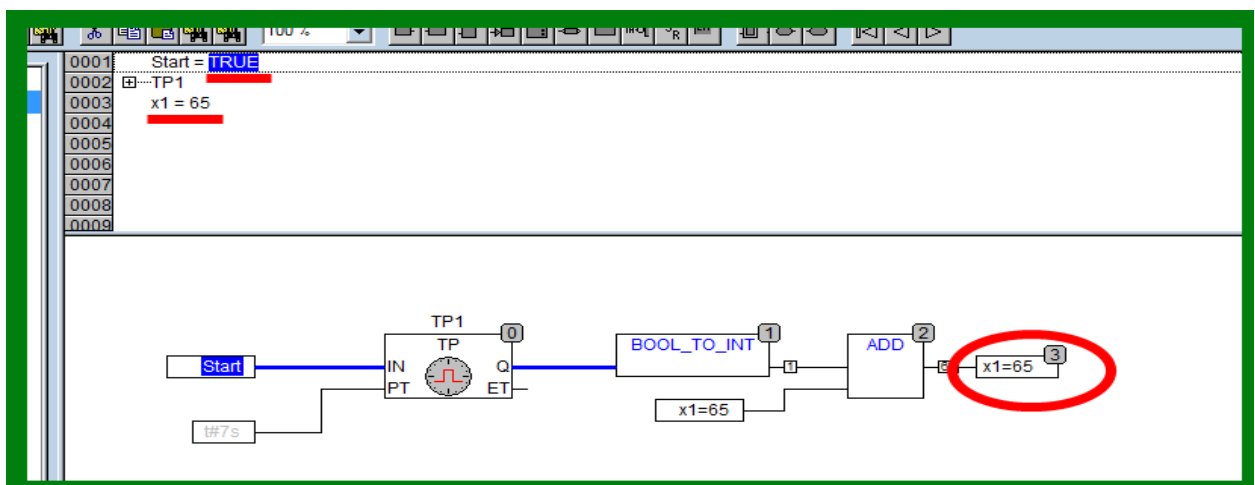 100 %
0001 Start = TRUE
0002 TP1
0003 x1 = 65
0004
0005
0006
0007
0008
0009
TP1
0
TP
IN Q
PT ET
Start
t#7s
BOOL_TO_INT
1
1
x1=65
ADD
2
x1=65
3